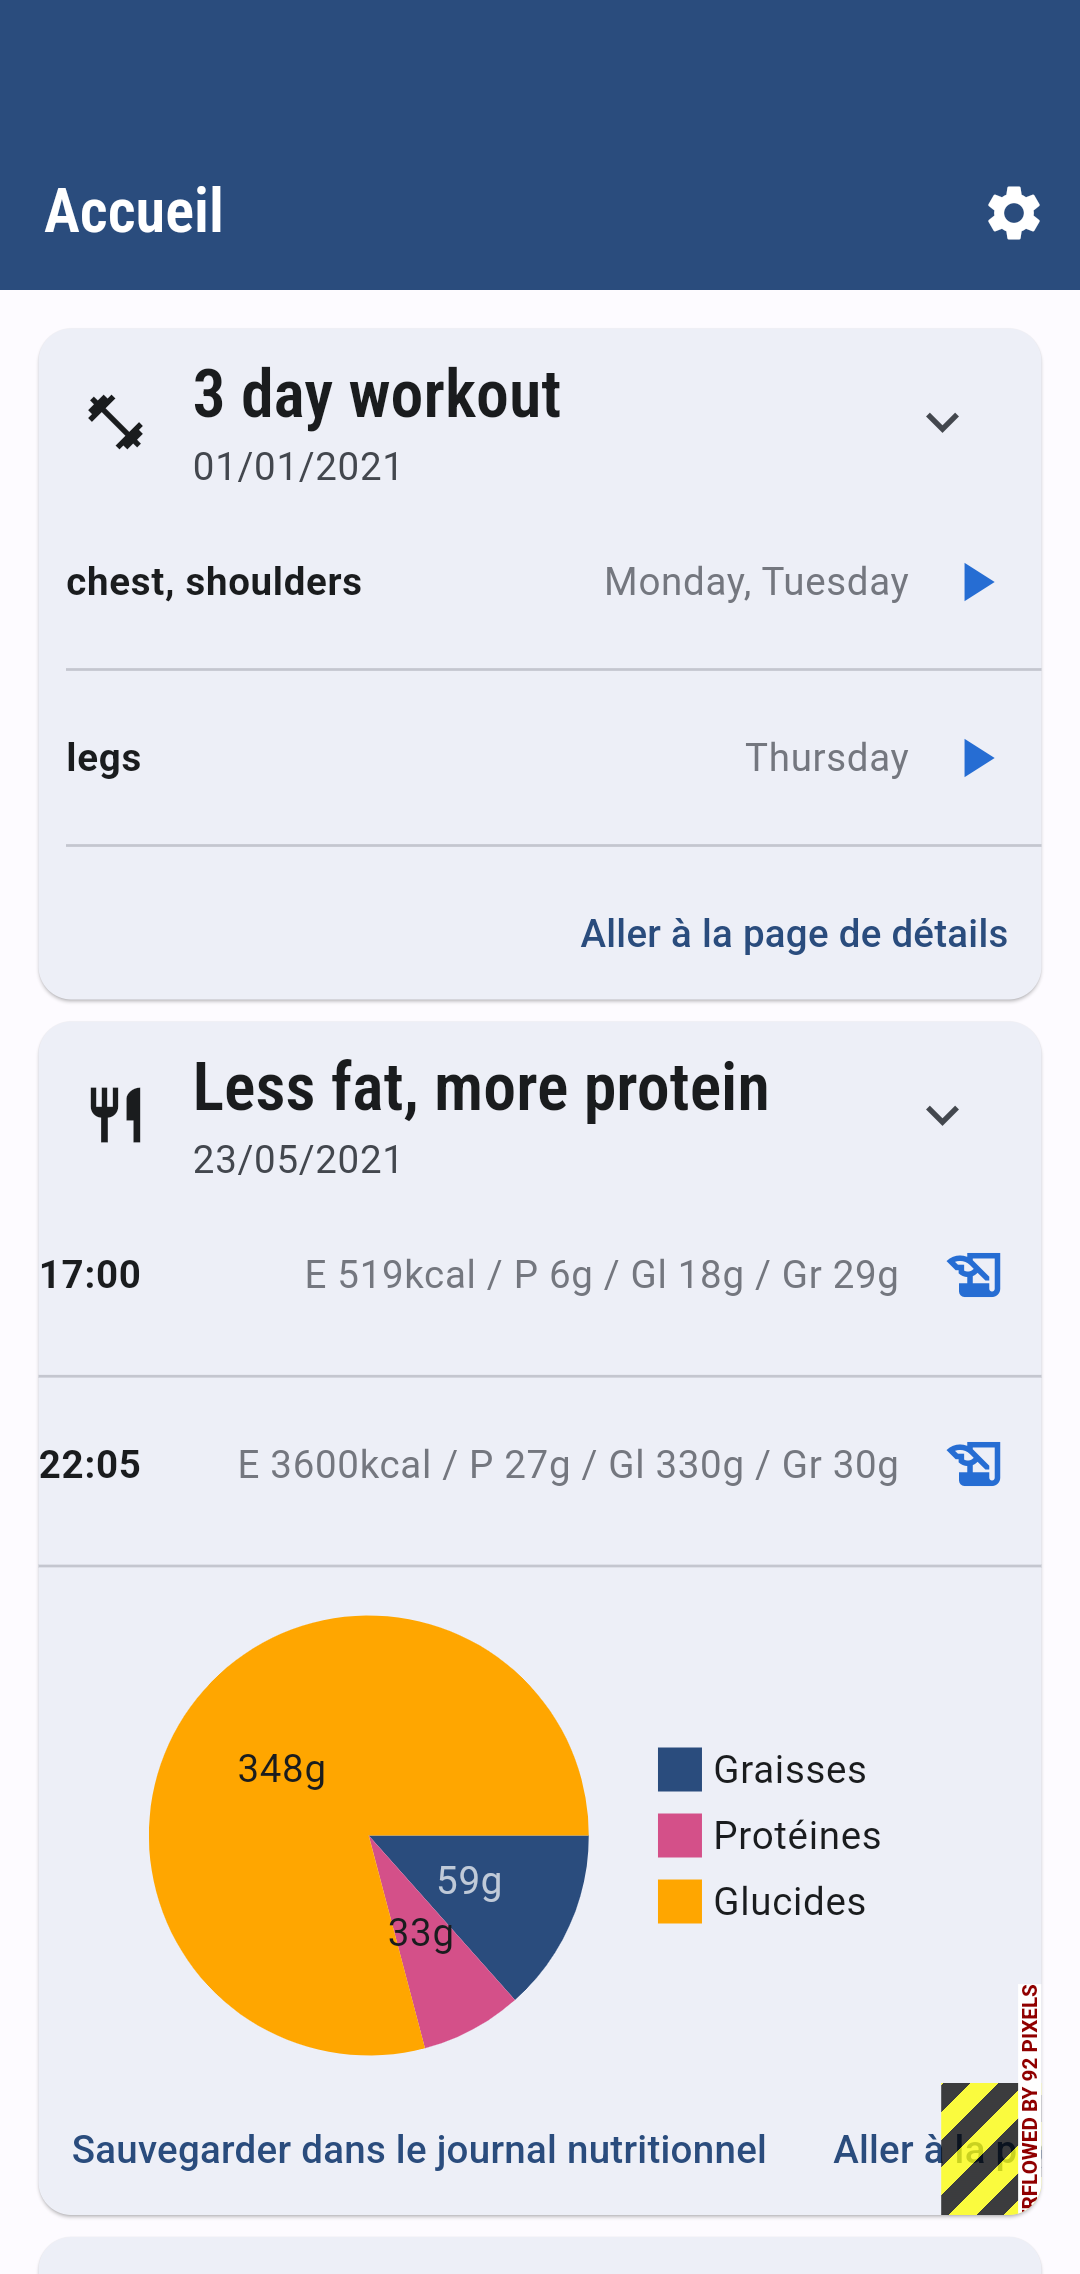 Accueil
3 day workout
01/01/2021
chest, shoulders Monday, Tuesday
legs Thursday
Aller à la page de détails
Less fat, more protein
23/05/2021
17:00 E 519kcal / P 6g / Gl 18g / Gr 29g
22:05 E 3600kcal / P 27g / Gl 330g / Gr 30g
348g
59g
33g
Graisses
Protéines
Glucides
RFLOWED BY 92 PIXELS
Sauvegarder dans le journal nutritionnel Aller à la p